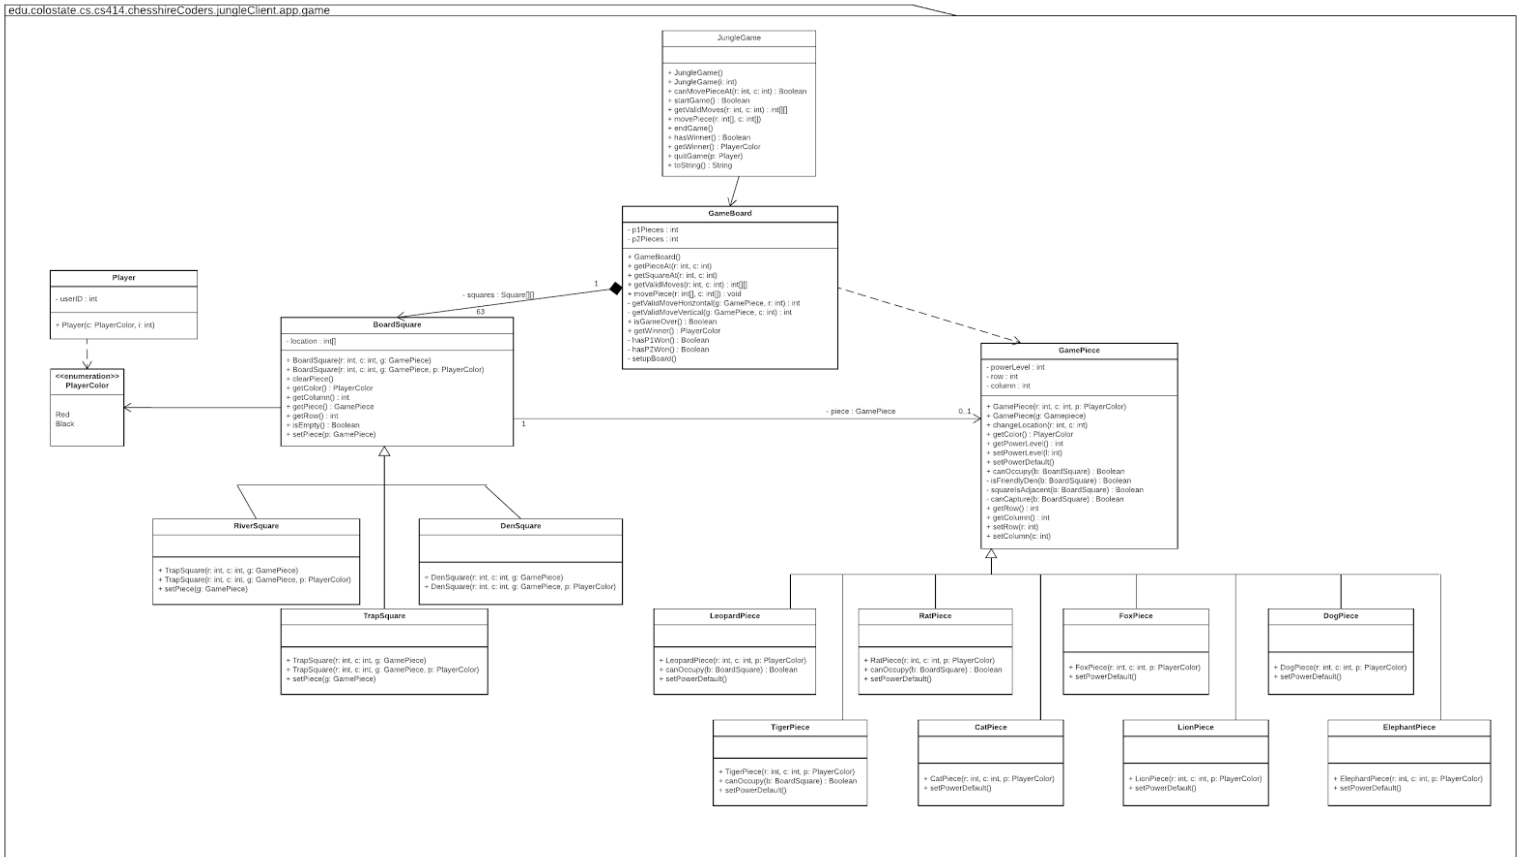 edu.colostate.cs.cs414.chesshireCoders.jungleClient.app.game
JungleGame
+ JungleGame()
+ JungleGame(i: int)
+ canMovePieceAt(r: int, c: int) : Boolean
+ startGame() : Boolean
+ getValidMoves(r: int, c: int) : int[][]
+ movePiece(r: int[], c: int[])
+ endGame()
+ hasWinner() : Boolean
+ getWinner() : PlayerColor
+ quitGame(p: Player)
+ toString() : String
GameBoard
- p1Pieces : int
- p2Pieces : int
+ GameBoard()
+ getPieceAt(r: int, c: int)
+ getSquareAt(r: int, c: int)
+ getValidMoves(r: int, c: int) : int[][]
+ movePiece(r: int[], c: int[]) : void
- getValidMoveHorizontal(g: GamePiece, r: int) : int
- getValidMoveVertical(g: GamePiece, c: int) : int
+ isGameOver() : Boolean
+ getWinner() : PlayerColor
- hasP1Won() : Boolean
- hasP2Won() : Boolean
- setupBoard()
Player
- userID : int
+ Player(c: PlayerColor, i: int)
<<enumeration>>
PlayerColor
Red
Black
1
- squares : Square[][]
63
BoardSquare
- location : int[]
+ BoardSquare(r: int, c: int, g: GamePiece)
+ BoardSquare(r: int, c: int, g: GamePiece, p: PlayerColor)
+ clearPiece()
+ getColor() : PlayerColor
+ getColumn() : int
+ getPiece() : GamePiece
+ getRow() : int
+ isEmpty() : Boolean
+ setPiece(p: GamePiece)
1
- piece : GamePiece
0..1
GamePiece
- powerLevel : int
- row : int
- column : int
+ GamePiece(r: int, c: int, p: PlayerColor)
+ GamePiece(g: Gamepiece)
+ changeLocation(r: int, c: int)
+ getColor() : PlayerColor
+ getPowerLevel() : int
+ setPowerLevel(l: int)
+ setPowerDefault()
+ canOccupy(b: BoardSquare) : Boolean
- isFriendlyDen(b: BoardSquare) : Boolean
- squareIsAdjacent(b: BoardSquare) : Boolean
- canCapture(b: BoardSquare) : Boolean
+ getRow() : int
+ getColumn() : int
+ setRow(r: int)
+ setColumn(c: int)
RiverSquare
+ TrapSquare(r: int, c: int, g: GamePiece)
+ TrapSquare(r: int, c: int, g: GamePiece, p: PlayerColor)
+ setPiece(g: GamePiece)
DenSquare
+ DenSquare(r: int, c: int, g: GamePiece)
+ DenSquare(r: int, c: int, g: GamePiece, p: PlayerColor)
TrapSquare
+ TrapSquare(r: int, c: int, g: GamePiece)
+ TrapSquare(r: int, c: int, g: GamePiece, p: PlayerColor)
+ setPiece(g: GamePiece)
LeopardPiece
+ LeopardPiece(r: int, c: int, p: PlayerColor)
+ canOccupy(b: BoardSquare) : Boolean
+ setPowerDefault()
RatPiece
+ RatPiece(r: int, c: int, p: PlayerColor)
+ canOccupy(b: BoardSquare) : Boolean
+ setPowerDefault()
FoxPiece
+ FoxPiece(r: int, c: int, p: PlayerColor)
+ setPowerDefault()
DogPiece
+ DogPiece(r: int, c: int, p: PlayerColor)
+ setPowerDefault()
TigerPiece
+ TigerPiece(r: int, c: int, p: PlayerColor)
+ canOccupy(b: BoardSquare) : Boolean
+ setPowerDefault()
CatPiece
+ CatPiece(r: int, c: int, p: PlayerColor)
+ setPowerDefault()
LionPiece
+ LionPiece(r: int, c: int, p: PlayerColor)
+ setPowerDefault()
ElephantPiece
+ ElephantPiece(r: int, c: int, p: PlayerColor)
+ setPowerDefault()